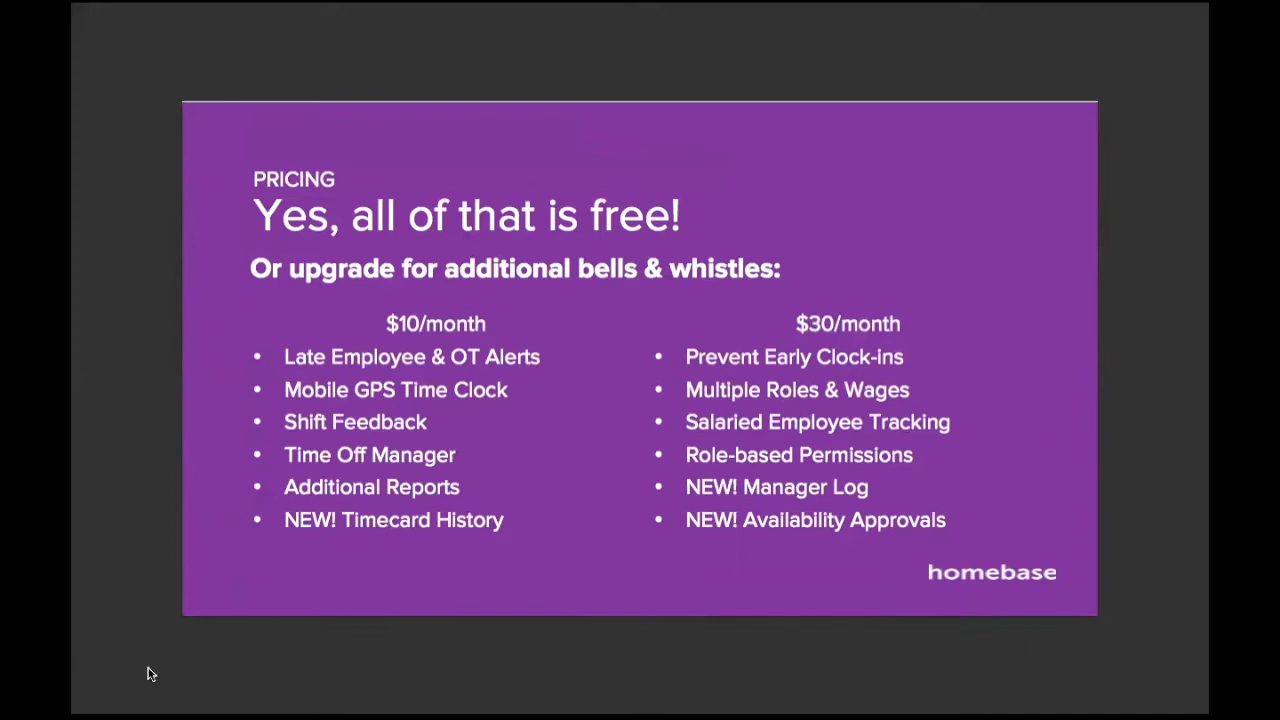 PRICING
Yes, all of that is free!
Or upgrade for additional bells & whistles:
$10/month
• Late Employee & OT Alerts
• Mobile GPS Time Clock
• Shift Feedback
• Time Off Manager
• Additional Reports
• NEW! Timecard History
$30/month
• Prevent Early Clock-ins
• Multiple Roles & Wages
• Salaried Employee Tracking
• Role-based Permissions
• NEW! Manager Log
• NEW! Availability Approvals
homebase